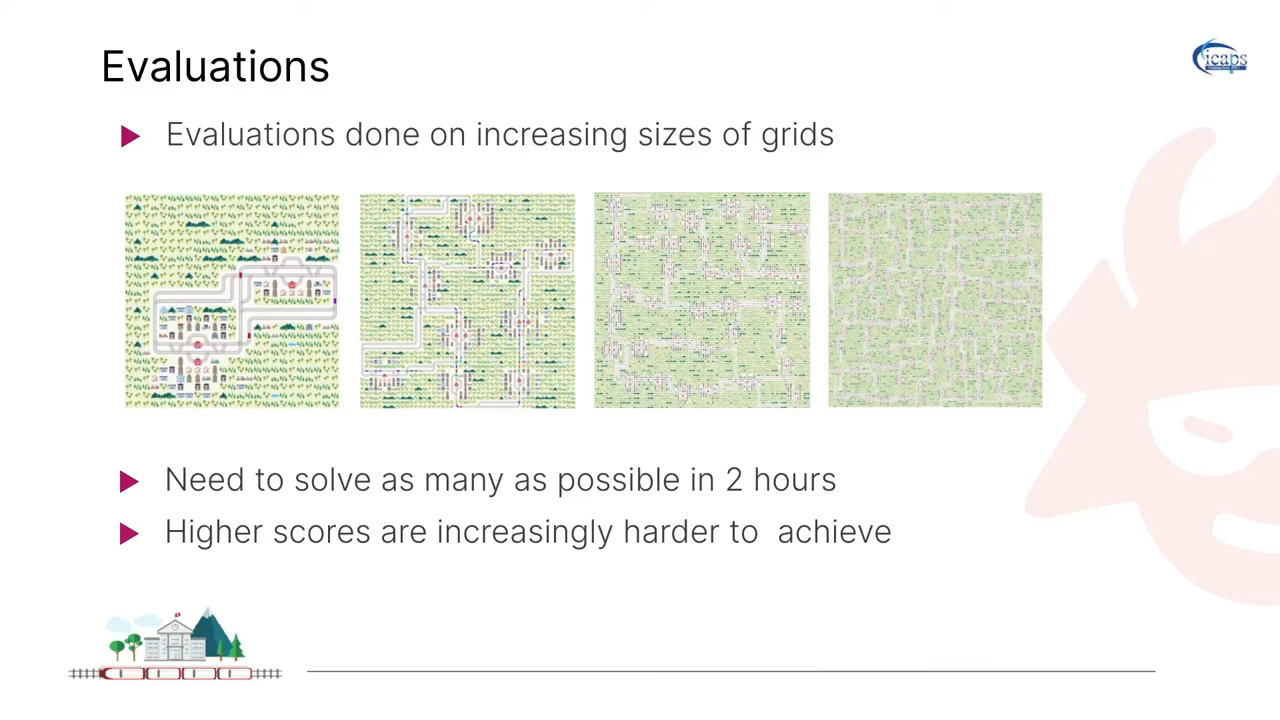 Evaluations
icaps
Evaluations done on increasing sizes of grids
Need to solve as many as possible in 2 hours
Higher scores are increasingly harder to  achieve